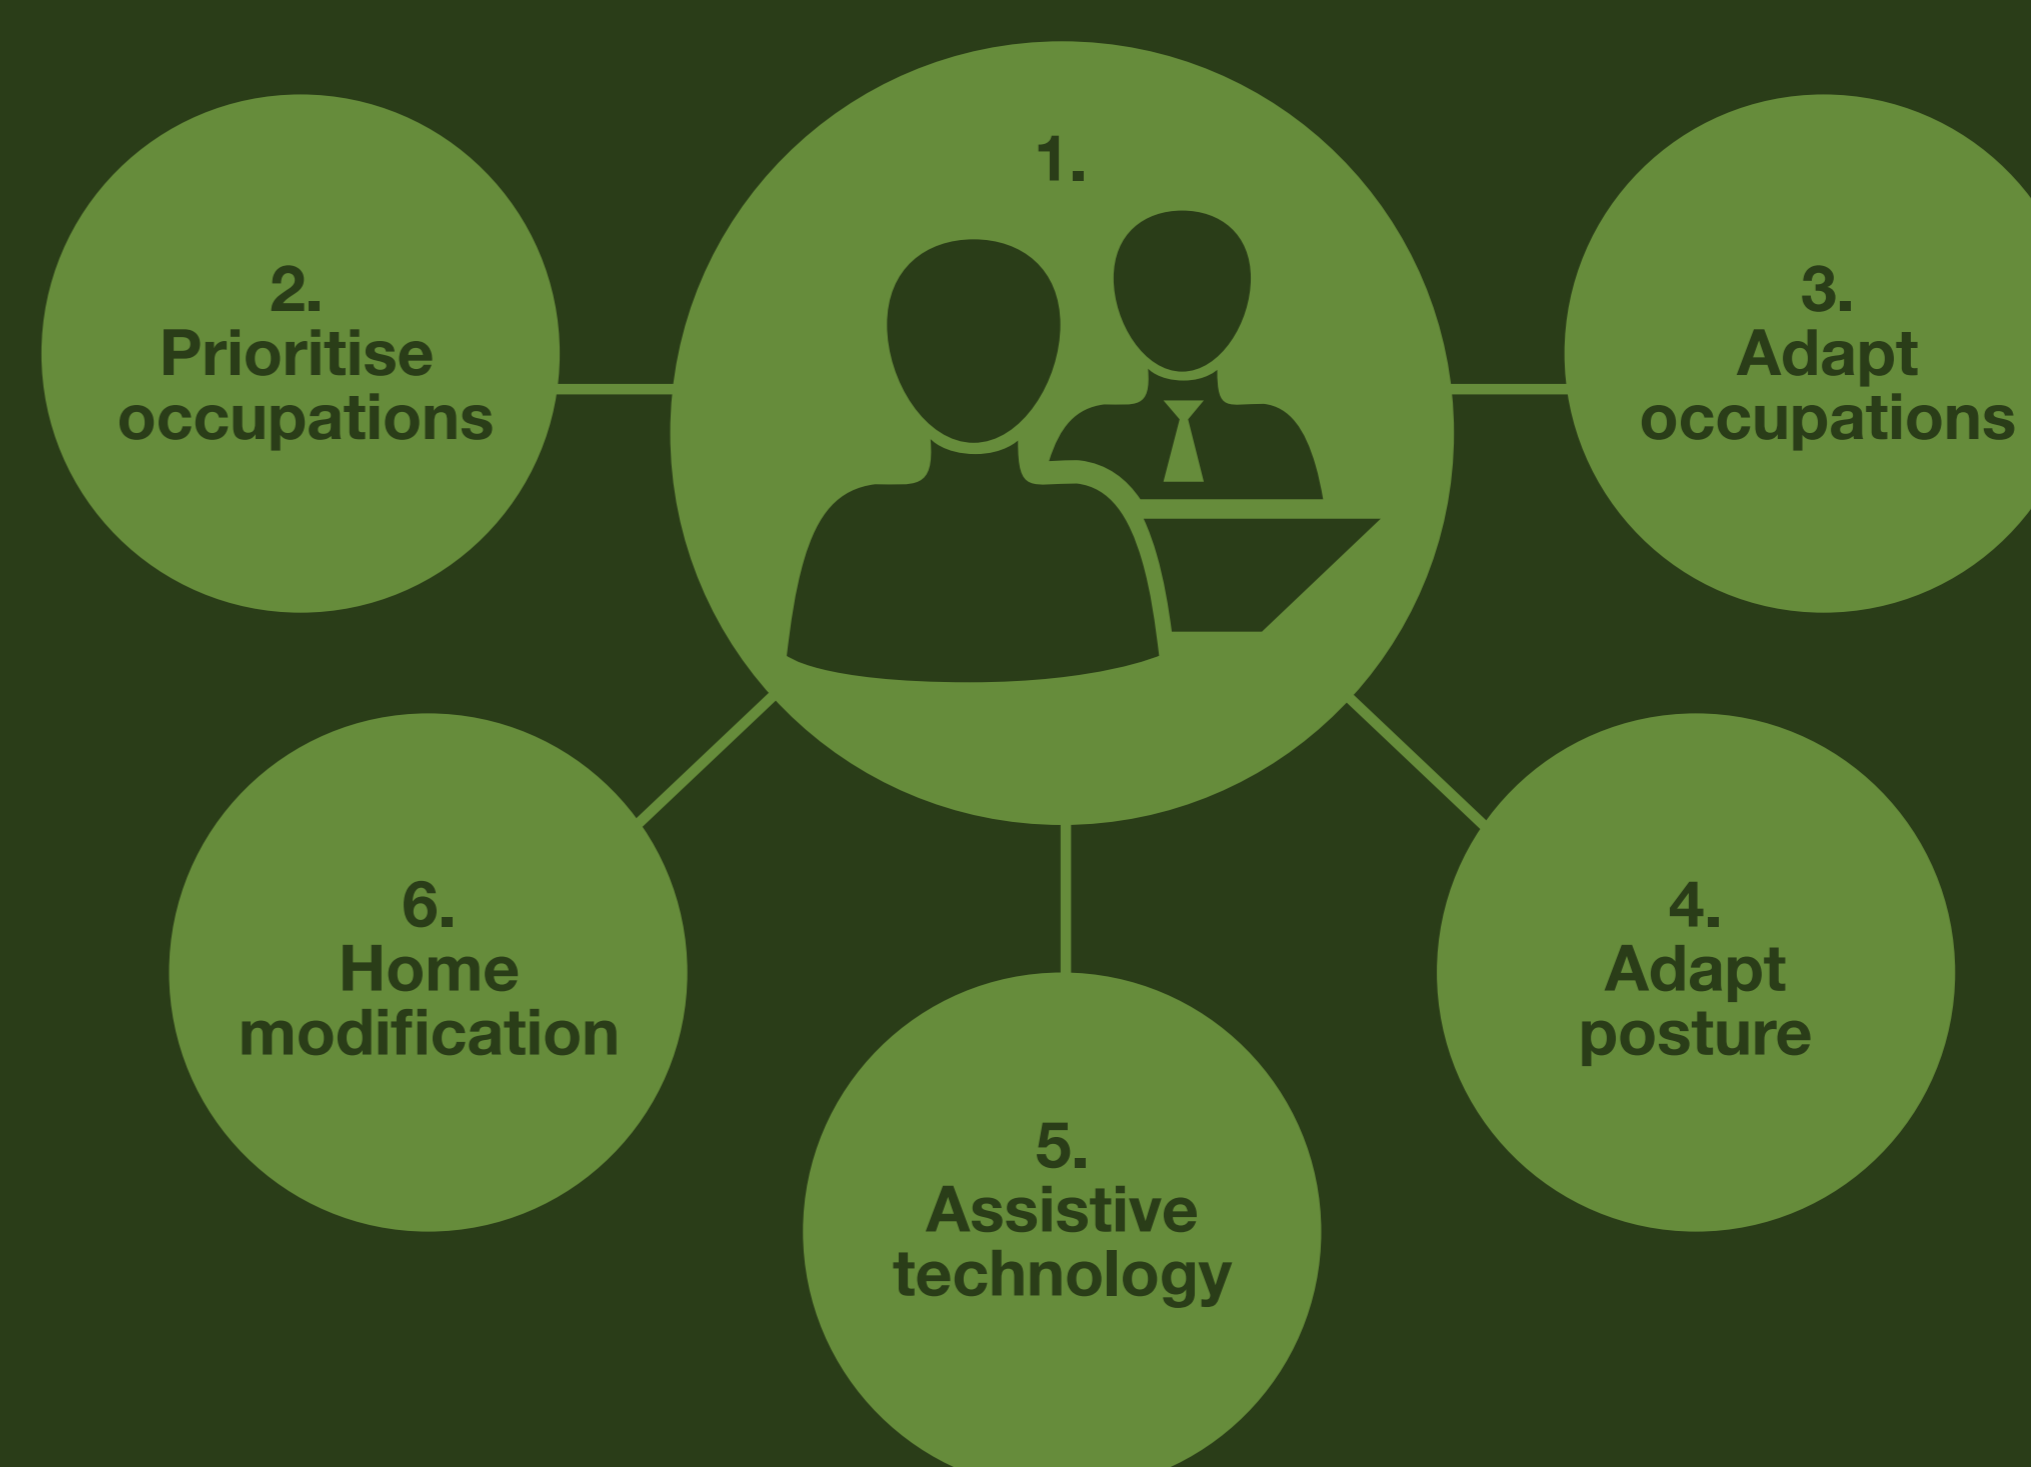 1.
2.
Prioritise
occupations
3.
Adapt
occupations
4.
Adapt
posture
5.
Assistive
technology
6.
Home
modification